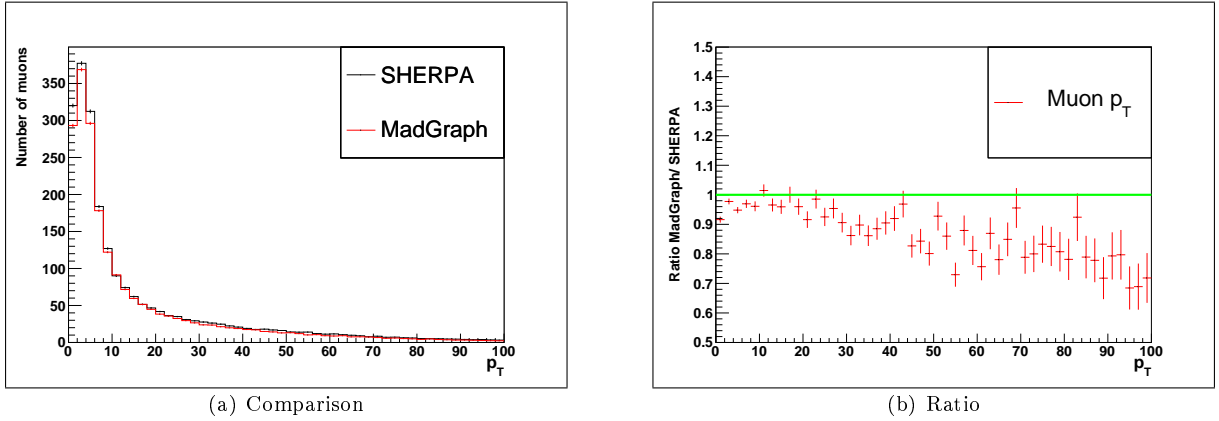 Number of muons
350
300
250
200
150
100
50
0
0 10 20 30 40 50 60 70 80 90 100
p_T
SHERPA
MadGraph
(a) Comparison
Ratio MadGraph/ SHERPA
1.5
1.4
1.3
1.2
1.1
1
0.9
0.8
0.7
0.6
0.5
0 10 20 30 40 50 60 70 80 90 100
p_T
Muon p_T
(b) Ratio